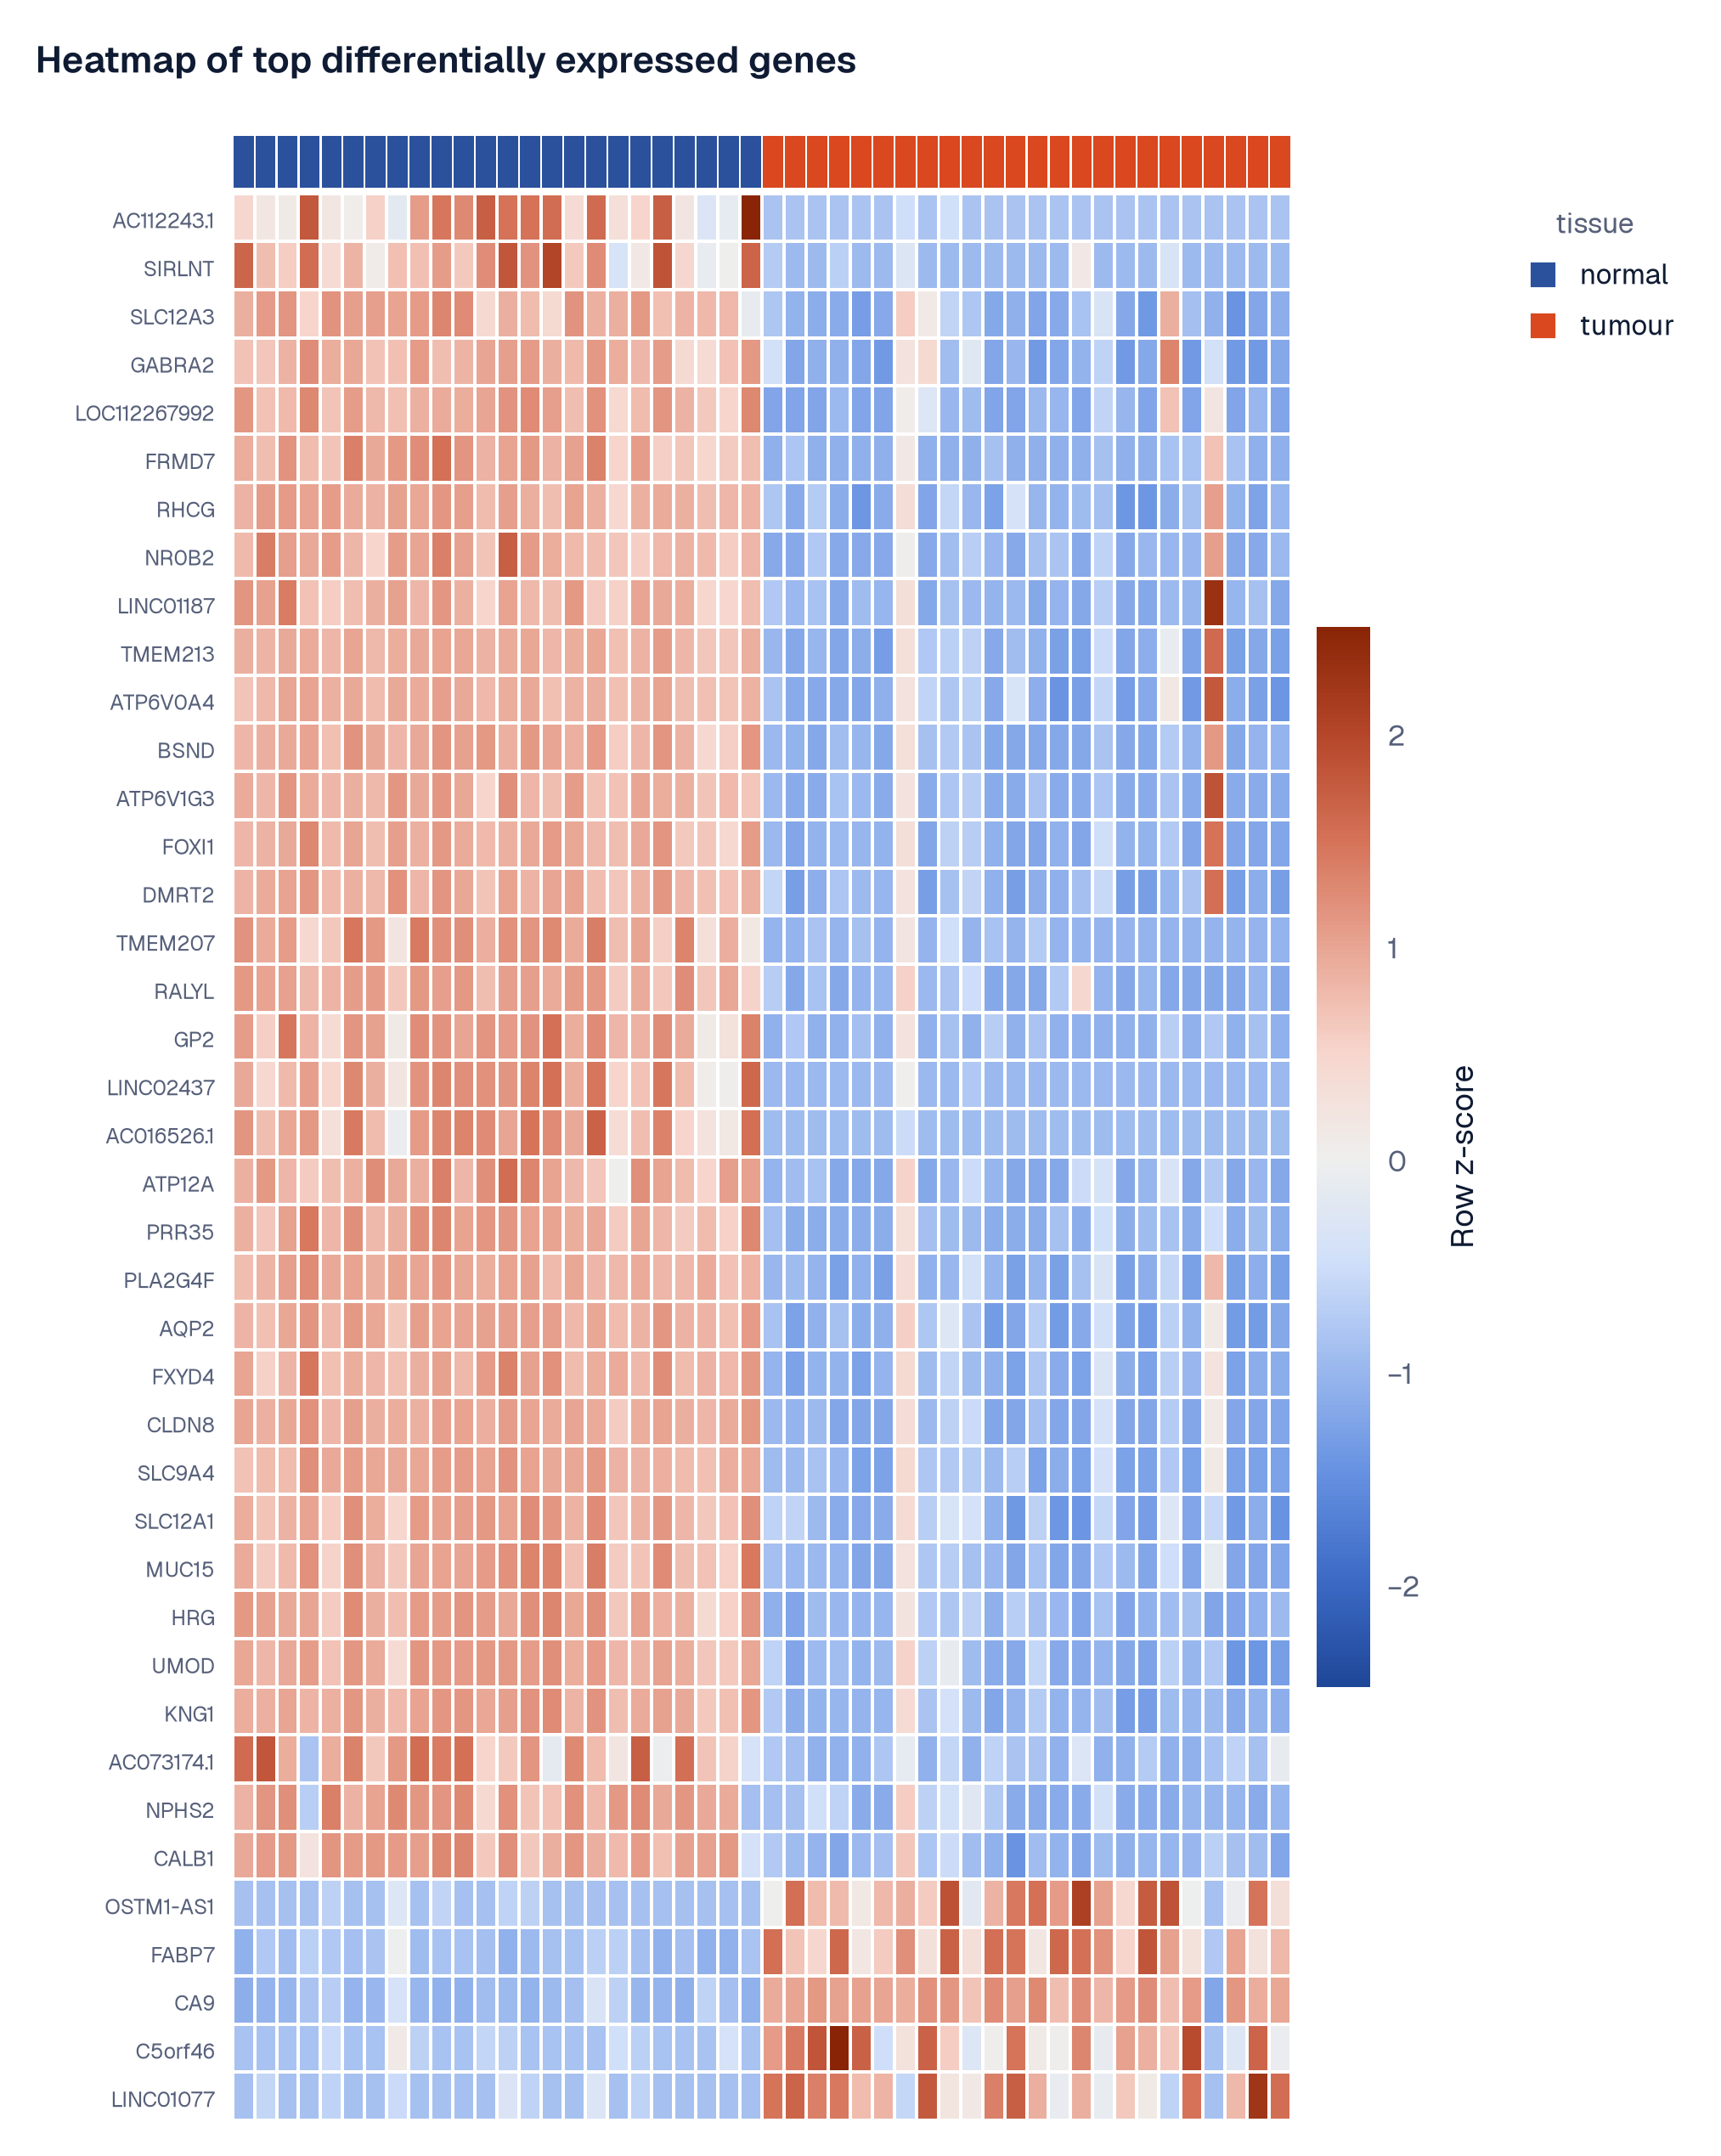 Heatmap of top differentially expressed genes
AC112243.1
SIRLNT
SLC12A3
GABRA2
LOC112267992
FRMD7
RHCG
NR0B2
LINC01187
TMEM213
ATP6V0A4
BSND
ATP6V1G3
FOXI1
DMRT2
TMEM207
RALYL
GP2
LINC02437
AC016526.1
ATP12A
PRR35
PLA2G4F
AQP2
FXYD4
CLDN8
SLC9A4
SLC12A1
MUC15
HRG
UMOD
KNG1
AC073174.1
NPHS2
CALB1
OSTM1-AS1
FABP7
CA9
C5orf46
LINC01077
tissue
normal
tumour
2
1
0
−1
−2
Row z-score